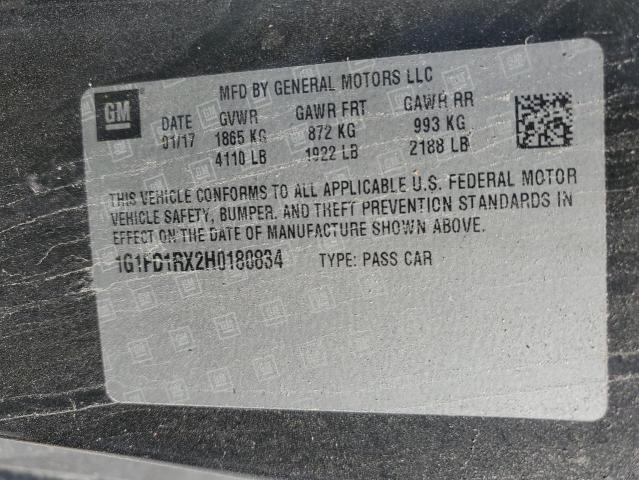 GM
MFD BY GENERAL MOTORS LLC
DATE GVWR GAWR FRT GAWR RR
01/17 1865 KG 872 KG 993 KG
4110 LB 1922 LB 2188 LB
THIS VEHICLE CONFORMS TO ALL APPLICABLE U.S. FEDERAL MOTOR
VEHICLE SAFETY, BUMPER, AND THEFT PREVENTION STANDARDS IN
EFFECT ON THE DATE OF MANUFACTURE SHOWN ABOVE.
1G1FD1RX2H0180834 TYPE: PASS CAR